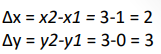 Δx = x2-x1 = 3-1 = 2
Δy = y2-y1 = 3-0 = 3